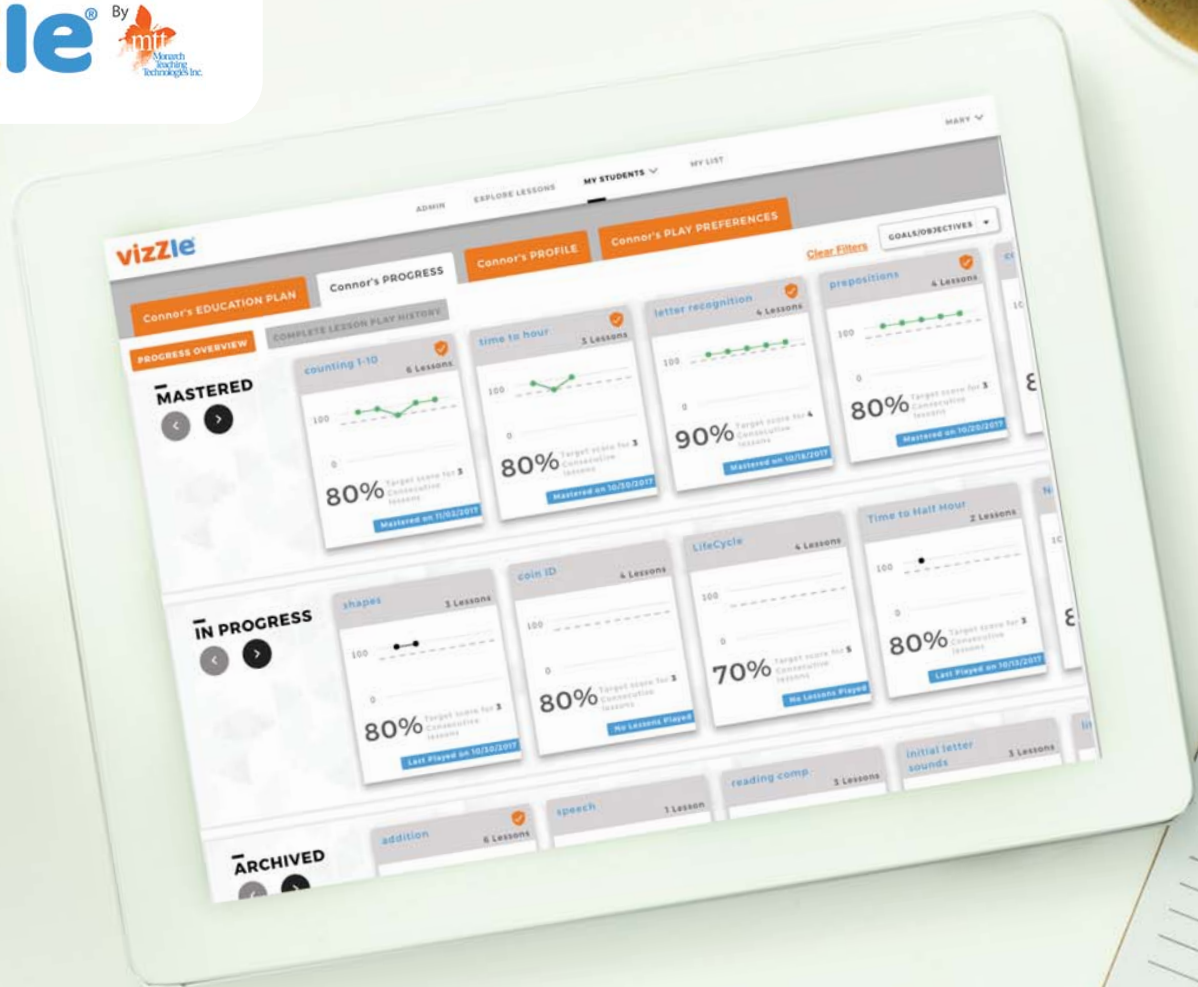 le® By
mtt
Monarch
Teaching
Technologies Inc.
MARY
ADMIN EXPLORE LESSONS MY STUDENTS MY LIST
vizZle
Connor's EDUCATION PLAN Connor's PROGRESS Connor's PROFILE Connor's PLAY PREFERENCES
PROGRESS OVERVIEW COMPLETE LESSON PLAY HISTORY Clear Filters GOALS/OBJECTIVES
MASTERED
counting 1-10
6 Lessons
100
0
80% Target score for 3
Consecutive
lessons
Mastered on 11/02/2017
time to hour
3 Lessons
100
0
80% Target score for 3
Consecutive
lessons
Mastered on 10/30/2017
letter recognition
4 Lessons
100
0
90% Target score for 4
Consecutive
lessons
Mastered on 10/18/2017
prepositions
4 Lessons
100
0
80% Target score for 3
Consecutive
lessons
Mastered on 10/20/2017
IN PROGRESS
shapes
3 Lessons
100
0
80% Target score for 3
Consecutive
lessons
Last Played on 10/20/2017
coin ID
4 Lessons
100
0
80% Target score for 3
Consecutive
lessons
No Lessons Played
LifeCycle
4 Lessons
100
0
70% Target score for 5
Consecutive
lessons
No Lessons Played
Time to Half Hour
2 Lessons
100
0
80% Target score for 3
Consecutive
lessons
Last Played on 10/13/2017
ARCHIVED
addition
6 Lessons
speech
1 Lesson
reading comp
3 Lessons
initial letter
sounds
3 Lessons